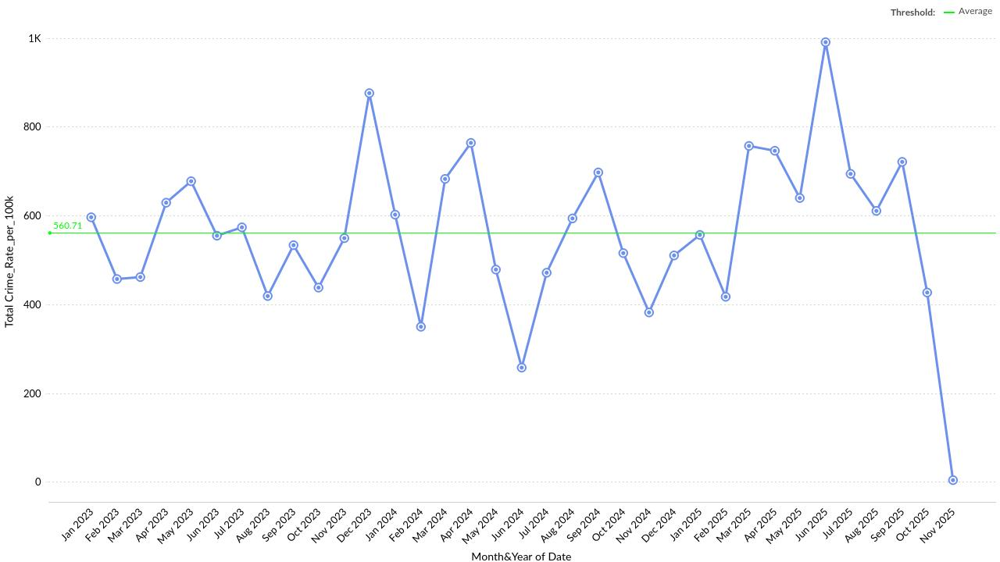 Threshold: Average
1K
800
600
560.71
400
200
0
Total Crime_Rate_per_100k
Jan 2023
Feb 2023
Mar 2023
Apr 2023
May 2023
Jun 2023
Jul 2023
Aug 2023
Sep 2023
Oct 2023
Nov 2023
Dec 2023
Jan 2024
Feb 2024
Mar 2024
Apr 2024
May 2024
Jun 2024
Jul 2024
Aug 2024
Sep 2024
Oct 2024
Nov 2024
Dec 2024
Jan 2025
Feb 2025
Mar 2025
Apr 2025
May 2025
Jun 2025
Jul 2025
Aug 2025
Sep 2025
Oct 2025
Nov 2025
Month&Year of Date